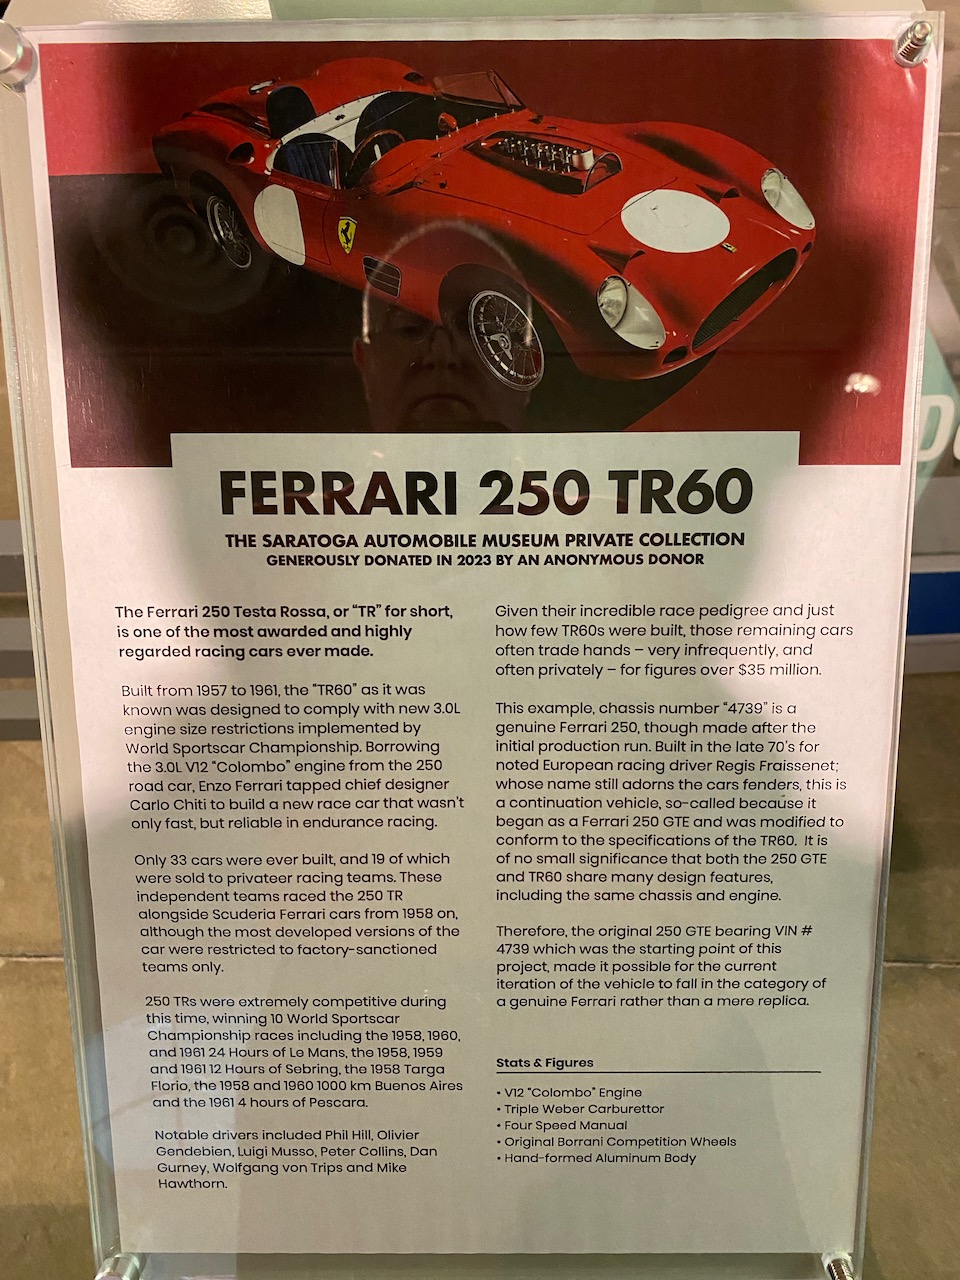 FERRARI 250 TR60
THE SARATOGA AUTOMOBILE MUSEUM PRIVATE COLLECTION
GENEROUSLY DONATED IN 2023 BY AN ANONYMOUS DONOR
The Ferrari 250 Testa Rossa, or “TR” for short,
is one of the most awarded and highly
regarded racing cars ever made.
Built from 1957 to 1961, the “TR60” as it was
known was designed to comply with new 3.0L
engine size restrictions implemented by
World Sportscar Championship. Borrowing
the 3.0L V12 “Colombo” engine from the 250
road car, Enzo Ferrari tapped chief designer
Carlo Chiti to build a new race car that wasn’t
only fast, but reliable in endurance racing.
Only 33 cars were ever built, and 19 of which
were sold to privateer racing teams. These
independent teams raced the 250 TR
alongside Scuderia Ferrari cars from 1958 on,
although the most developed versions of the
car were restricted to factory-sanctioned
teams only.
250 TRs were extremely competitive during
this time, winning 10 World Sportscar
Championship races including the 1958, 1960,
and 1961 24 Hours of Le Mans, the 1958, 1959
and 1961 12 Hours of Sebring, the 1958 Targa
Florio, the 1958 and 1960 1000 km Buenos Aires
and the 1961 4 hours of Pescara.
Notable drivers included Phil Hill, Olivier
Gendebien, Luigi Musso, Peter Collins, Dan
Gurney, Wolfgang von Trips and Mike
Hawthorn.
Given their incredible race pedigree and just
how few TR60s were built, those remaining cars
often trade hands – very infrequently, and
often privately – for figures over $35 million.
This example, chassis number “4739” is a
genuine Ferrari 250, though made after the
initial production run. Built in the late 70’s for
noted European racing driver Regis Fraissenet;
whose name still adorns the cars fenders, this is
a continuation vehicle, so-called because it
began as a Ferrari 250 GTE and was modified to
conform to the specifications of the TR60. It is
of no small significance that both the 250 GTE
and TR60 share many design features,
including the same chassis and engine.
Therefore, the original 250 GTE bearing VIN #
4739 which was the starting point of this
project, made it possible for the current
iteration of the vehicle to fall in the category of
a genuine Ferrari rather than a mere replica.
Stats & Figures
• V12 “Colombo” Engine
• Triple Weber Carburettor
• Four Speed Manual
• Original Borrani Competition Wheels
• Hand-formed Aluminum Body